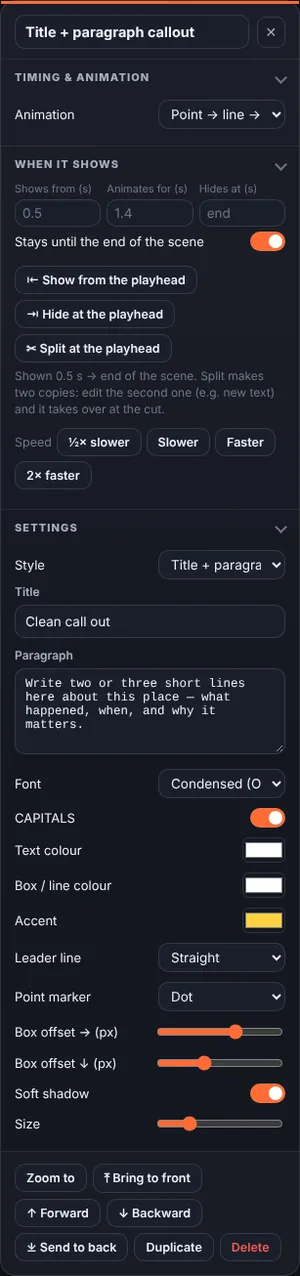 Title + paragraph callout ✕
TIMING & ANIMATION
Animation Point → line →
WHEN IT SHOWS
Shows from (s) Animates for (s) Hides at (s)
0.5 1.4 end
Stays until the end of the scene
⇤ Show from the playhead
⇥ Hide at the playhead
✂ Split at the playhead
Shown 0.5 s → end of the scene. Split makes
two copies: edit the second one (e.g. new text)
and it takes over at the cut.
Speed ½× slower Slower Faster
2× faster
SETTINGS
Style Title + paragra
Title
Clean call out
Paragraph
Write two or three short lines
here about this place — what
happened, when, and why it
matters.
Font Condensed (O
CAPITALS
Text colour
Box / line colour
Accent
Leader line Straight
Point marker Dot
Box offset → (px)
Box offset ↓ (px)
Soft shadow
Size
Zoom to ⤒ Bring to front
↑ Forward ↓ Backward
⤓ Send to back Duplicate Delete